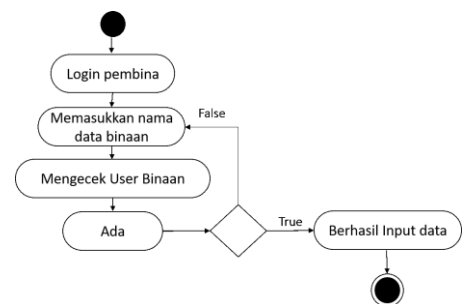 Login pembina
Memasukkan nama
data binaan
False
Mengecek User Binaan
Ada
True
Berhasil Input data